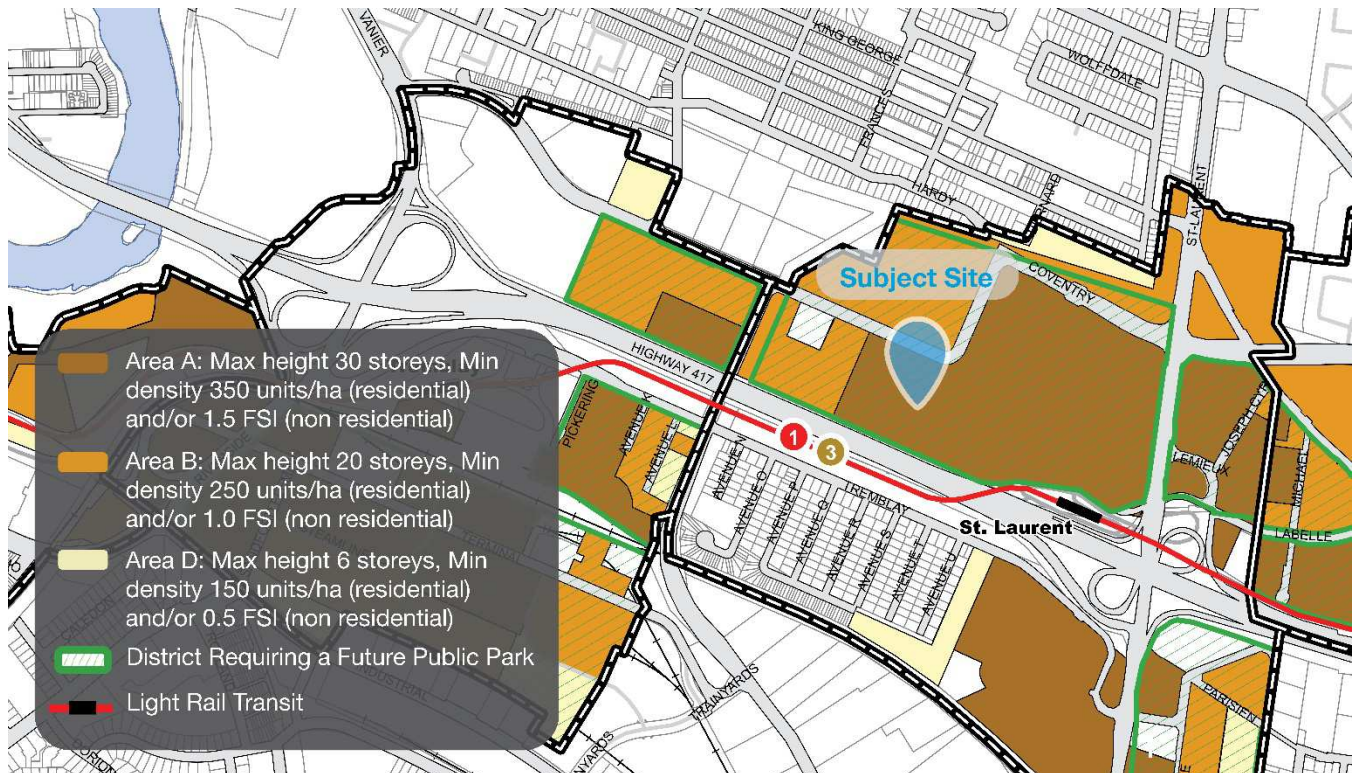 VANIER
KING GEORGE
WOLFFDALE
FRANCES
HARDY
ST-LAURENT
COVENTRY
Subject Site
HIGHWAY 417
1
3
PICKERING
AVENUE K
AVENUE L
AVENUE N
AVENUE O
AVENUE P
AVENUE Q
AVENUE R
AVENUE S
AVENUE T
AVENUE U
TREMBLAY
St. Laurent
LEMIEUX
JOSEPH CYR
MICHAEL
LABELLE
PARISIEN
TRAINYARDS
Area A: Max height 30 storeys, Min
density 350 units/ha (residential)
and/or 1.5 FSI (non residential)
Area B: Max height 20 storeys, Min
density 250 units/ha (residential)
and/or 1.0 FSI (non residential)
Area D: Max height 6 storeys, Min
density 150 units/ha (residential)
and/or 0.5 FSI (non residential)
District Requiring a Future Public Park
Light Rail Transit
TERMINAL
INDUSTRIAL
CALEDON